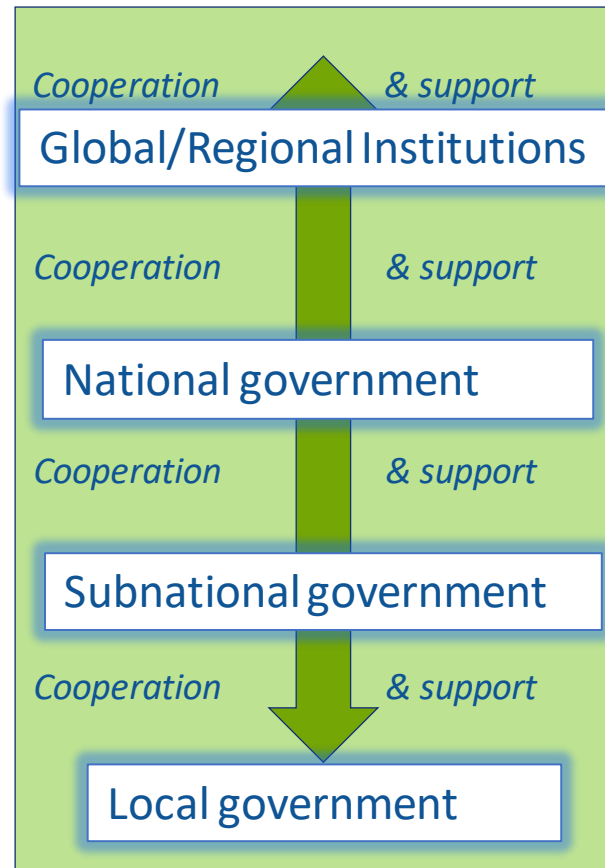 Cooperation & support
Global/Regional Institutions
Cooperation & support
National government
Cooperation & support
Subnational government
Cooperation & support
Local government